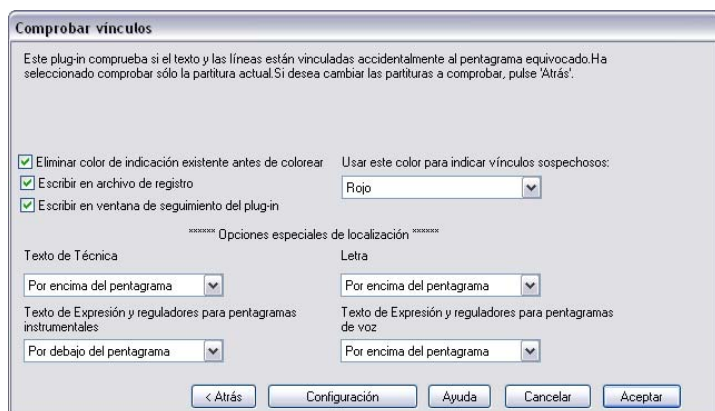 Comprobar vínculos
Este plug-in comprueba si el texto y las líneas están vinculadas accidentalmente al pentagrama equivocado.Ha
seleccionado comprobar sólo la partitura actual.Si desea cambiar las partituras a comprobar, pulse 'Atrás'.
Eliminar color de indicación existente antes de colorear
Usar este color para indicar vínculos sospechosos:
Escribir en archivo de registro
Rojo
Escribir en ventana de seguimiento del plug-in
****** Opciones especiales de localización ******
Texto de Técnica
Letra
Por encima del pentagrama
Por encima del pentagrama
Texto de Expresión y reguladores para pentagramas
instrumentales
Texto de Expresión y reguladores para pentagramas
de voz
Por debajo del pentagrama
Por encima del pentagrama
< Atrás
Configuración
Ayuda
Cancelar
Aceptar